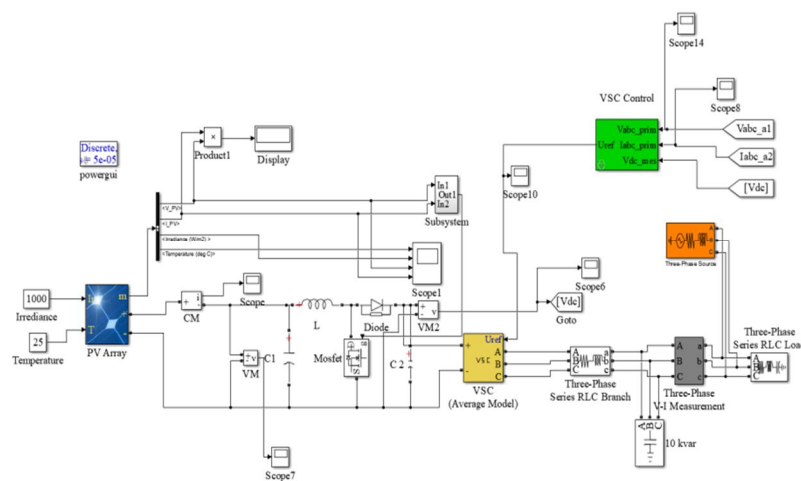 Scope14
VSC Control
Scope8
Vabc_prim
Uref
Iabc_prim
Vdc_mes
Vabc_a1
Iabc_a2
[Vdc]
Discrete,
5e-05
powergui
×
Product1
Display
In1
Out1
In2
Subsystem
Scope10
<V_PV>
<I_PV>
<Irradiance (W/m2)>
<Temperature (deg C)>
Scope1
A
B
C
Three-Phase Source
1000
Irrediance
25
Temperature
m
T
+
-
PV Array
+
i
-
CM
Scope
L
Diode
+
-
v
VM2
Scope6
[Vdc]
Goto
+
-
v
VM
C1
Mosfet
C 2
Uref
+
-
VSC
A
B
C
VSC
(Average Model)
A
B
C
a
b
c
Three-Phase
Series RLC Branch
A
B
C
a
b
c
Three-Phase
V-I Measurement
Three-Phase
Series RLC Load
A
B
C
A
B
C
10 kvar
Scope7